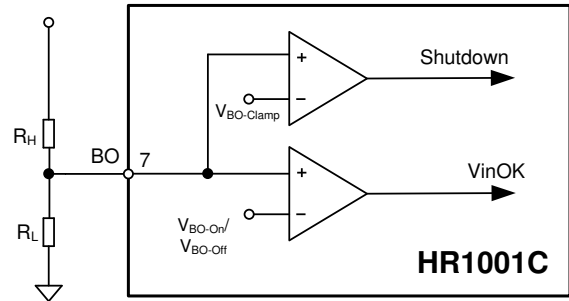 Shutdown
+
−
V_BO-Clamp
R_H
BO
7
+
−
VinOK
R_L
V_BO-On/
V_BO-Off
HR1001C